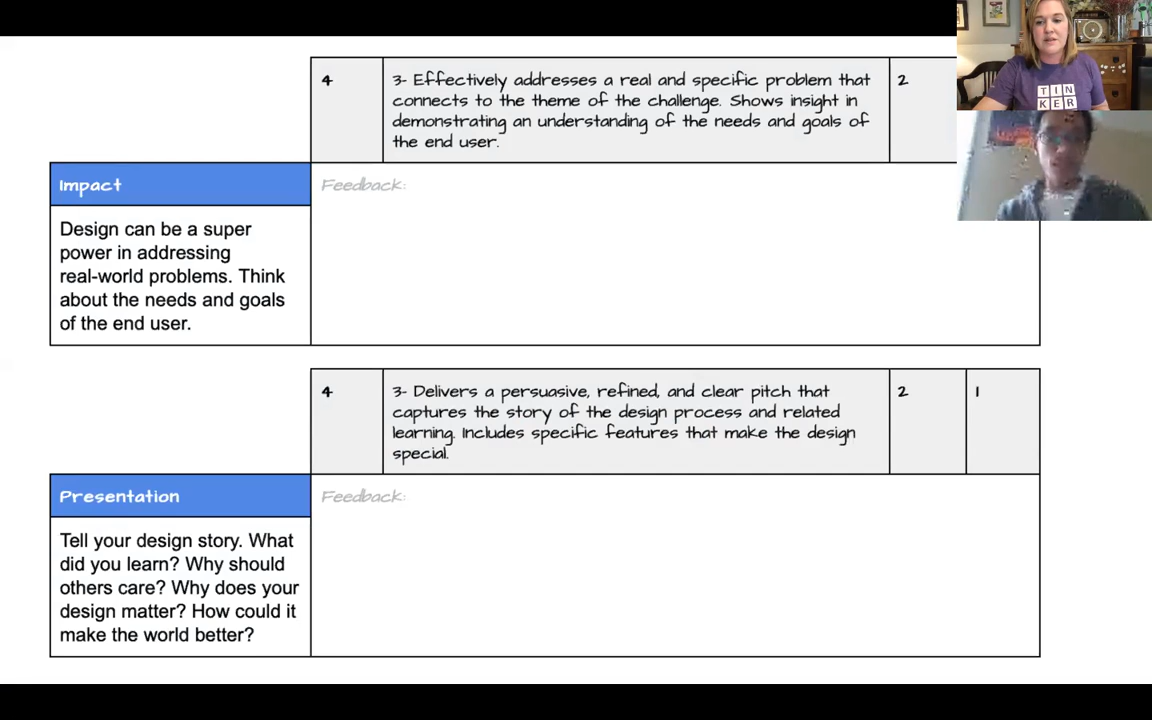 4
3- Effectively addresses a real and specific problem that
connects to the theme of the challenge. Shows insight in
demonstrating an understanding of the needs and goals of
the end user.
2
TIN
KER
Impact
Feedback:
Design can be a super
power in addressing
real-world problems. Think
about the needs and goals
of the end user.
4
3- Delivers a persuasive, refined, and clear pitch that
captures the story of the design process and related
learning. Includes specific features that make the design
special.
2
1
Presentation
Feedback:
Tell your design story. What
did you learn? Why should
others care? Why does your
design matter? How could it
make the world better?